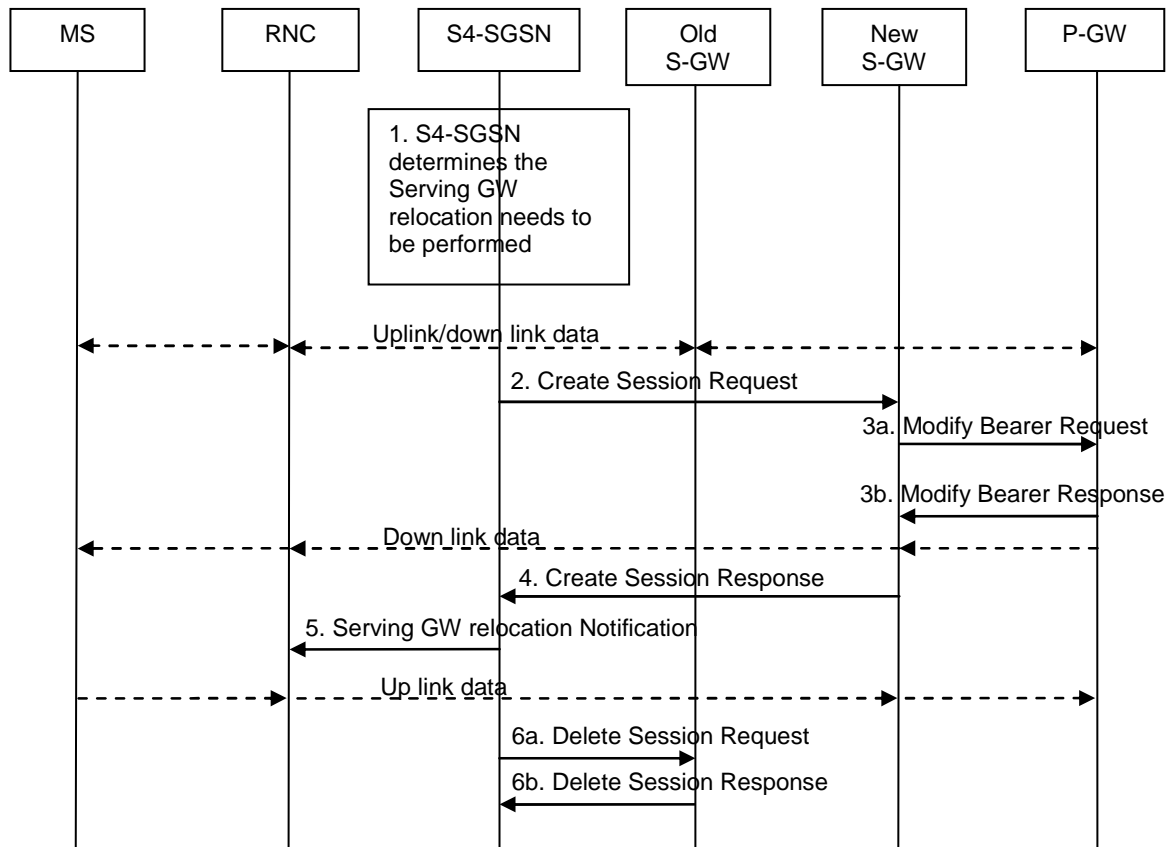 MS
RNC
S4-SGSN
Old
S-GW
New
S-GW
P-GW
1. S4-SGSN
determines the
Serving GW
relocation needs to
be performed
Uplink/down link data
2. Create Session Request
3a. Modify Bearer Request
3b. Modify Bearer Response
Down link data
4. Create Session Response
5. Serving GW relocation Notification
Up link data
6a. Delete Session Request
6b. Delete Session Response